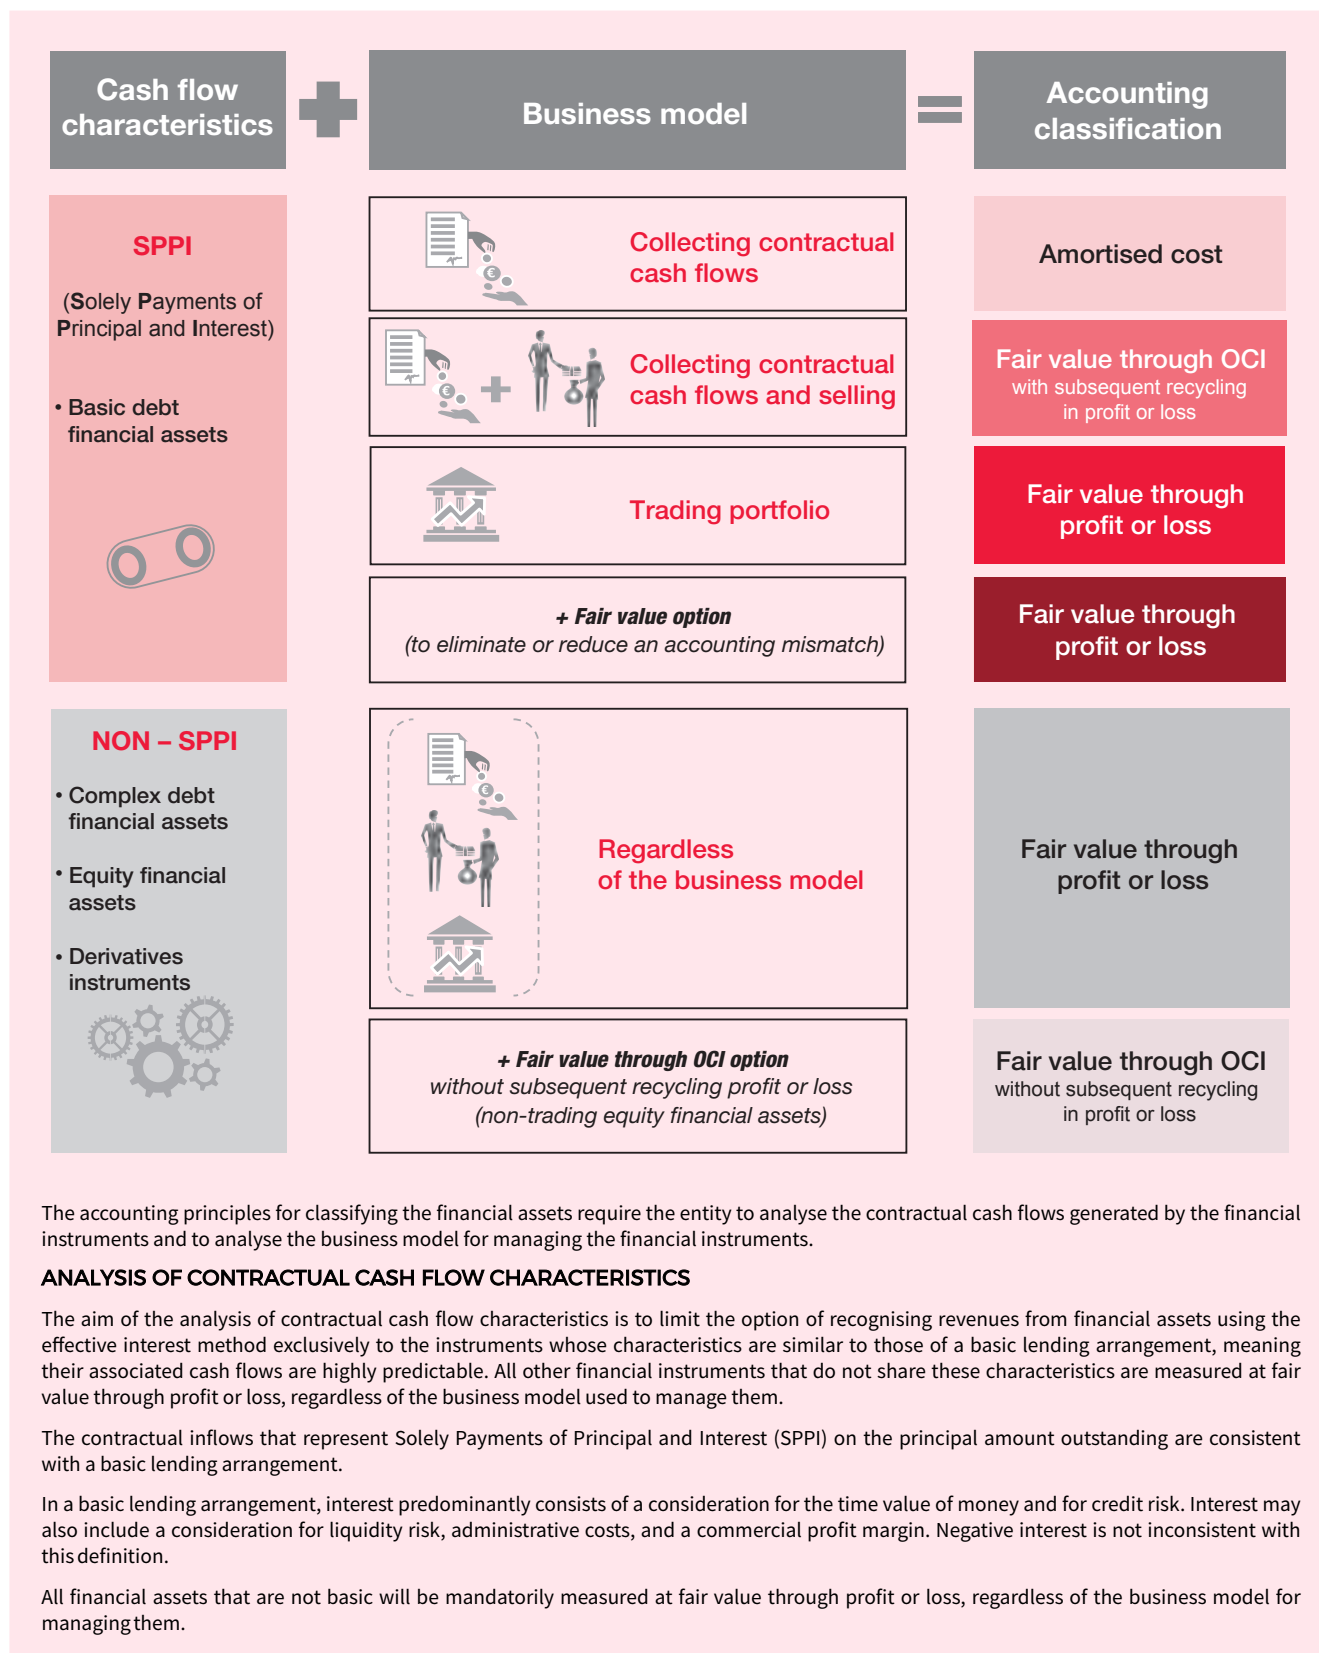 Cash flow
characteristics
Business model
Accounting
classification
SPPI
(Solely Payments of
Principal and Interest)
• Basic debt
financial assets
Collecting contractual
cash flows
Amortised cost
€
Collecting contractual
cash flows and selling
€
Fair value through OCI
with subsequent recycling
in profit or loss
Trading portfolio
Fair value through
profit or loss
+ Fair value option
(to eliminate or reduce an accounting mismatch)
Fair value through
profit or loss
NON – SPPI
• Complex debt
financial assets
• Equity financial
assets
• Derivatives
instruments
€
Regardless
of the business model
Fair value through
profit or loss
+ Fair value through OCI option
without subsequent recycling profit or loss
(non-trading equity financial assets)
Fair value through OCI
without subsequent recycling
in profit or loss
The accounting principles for classifying the financial assets require the entity to analyse the contractual cash flows generated by the financial
instruments and to analyse the business model for managing the financial instruments.
ANALYSIS OF CONTRACTUAL CASH FLOW CHARACTERISTICS
The aim of the analysis of contractual cash flow characteristics is to limit the option of recognising revenues from financial assets using the
effective interest method exclusively to the instruments whose characteristics are similar to those of a basic lending arrangement, meaning
their associated cash flows are highly predictable. All other financial instruments that do not share these characteristics are measured at fair
value through profit or loss, regardless of the business model used to manage them.
The contractual inflows that represent Solely Payments of Principal and Interest (SPPI) on the principal amount outstanding are consistent
with a basic lending arrangement.
In a basic lending arrangement, interest predominantly consists of a consideration for the time value of money and for credit risk. Interest may
also include a consideration for liquidity risk, administrative costs, and a commercial profit margin. Negative interest is not inconsistent with
this definition.
All financial assets that are not basic will be mandatorily measured at fair value through profit or loss, regardless of the business model for
managing them.